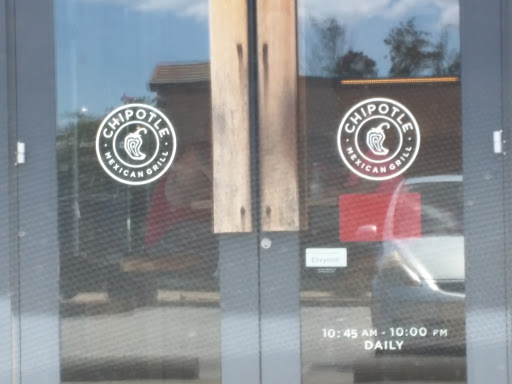 CHIPOTLE
MEXICAN GRILL
CHIPOTLE
MEXICAN GRILL
10:45 AM - 10:00 PM
DAILY